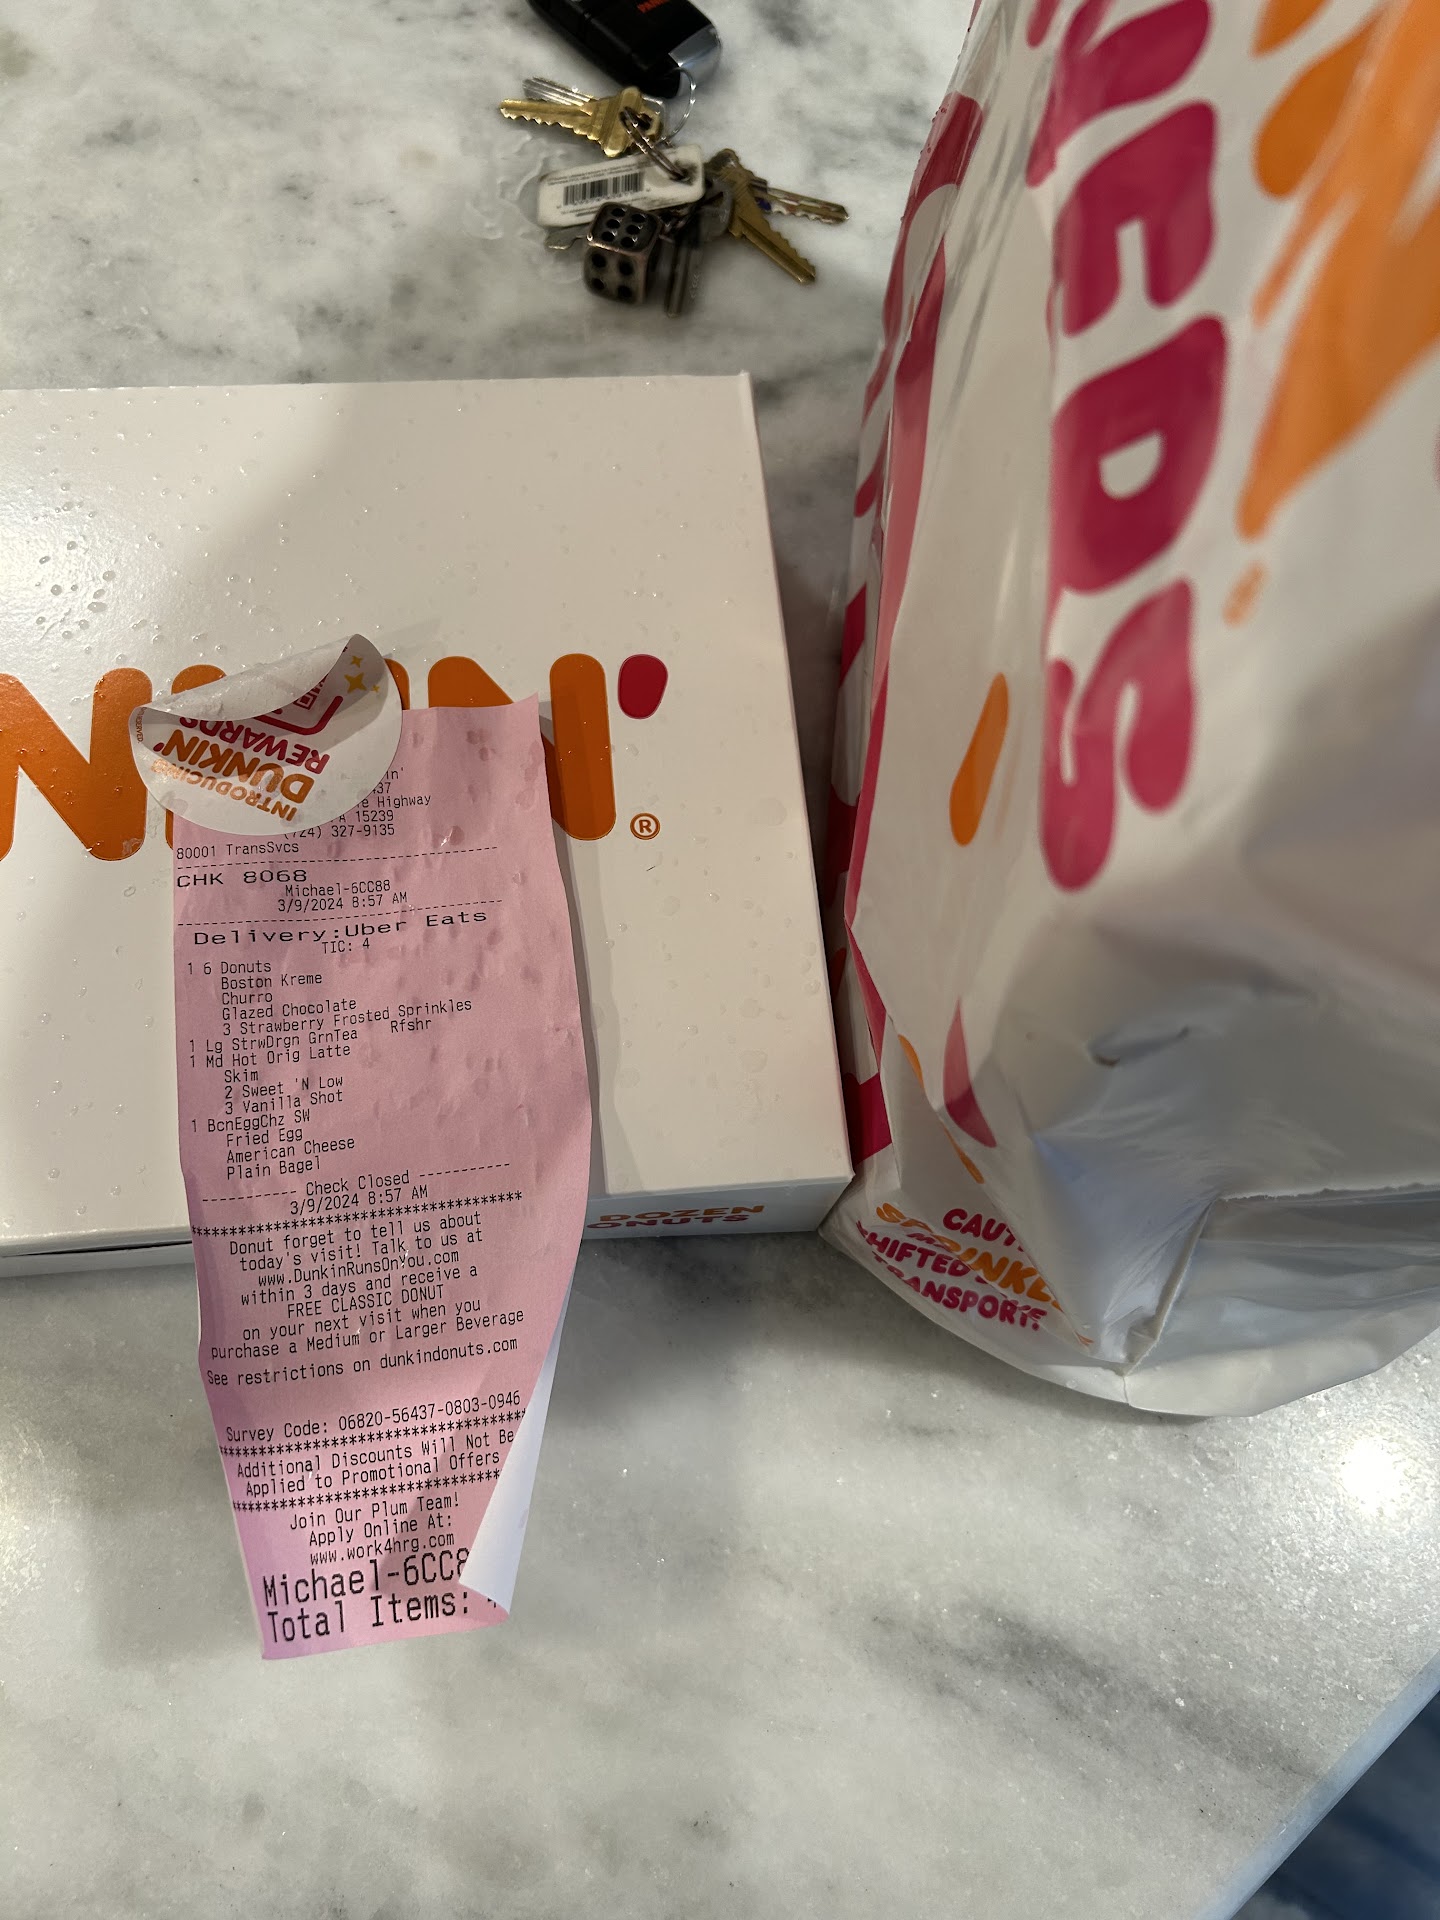 INTRODUCING
DUNKIN'
REWARDS
®
37
Highway
15239
(724) 327-9135
80001 TransSvcs
CHK 8068
Michael-6CC88
3/9/2024 8:57 AM
Delivery:Uber Eats
TIC: 4
1 6 Donuts
Boston Kreme
Churro
Glazed Chocolate
3 Strawberry Frosted Sprinkles
1 Lg StrwDrgn GrnTea Rfshr
1 Md Hot Orig Latte
Skim
2 Sweet 'N Low
3 Vanilla Shot
1 BcnEggChz SW
Fried Egg
American Cheese
Plain Bagel
----------- Check Closed -----------
3/9/2024 8:57 AM
Donut forget to tell us about
today's visit! Talk to us at
www.DunkinRunsOnYou.com
within 3 days and receive a
FREE CLASSIC DONUT
on your next visit when you
purchase a Medium or Larger Beverage
See restrictions on dunkindonuts.com
Survey Code: 06820-56437-0803-0946
Additional Discounts Will Not Be
Applied to Promotional Offers
Join Our Plum Team!
Apply Online At:
www.work4hrg.com
Michael-6CC8
Total Items:
DOZEN